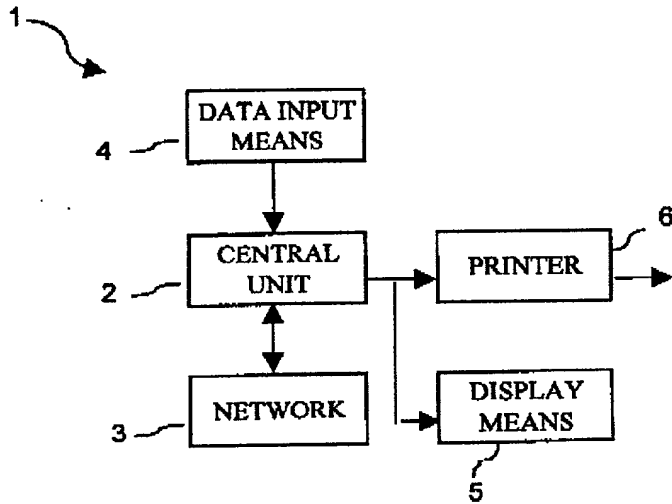 1
DATA INPUT
MEANS
4
CENTRAL
UNIT
2
PRINTER
6
NETWORK
3
DISPLAY
MEANS
5